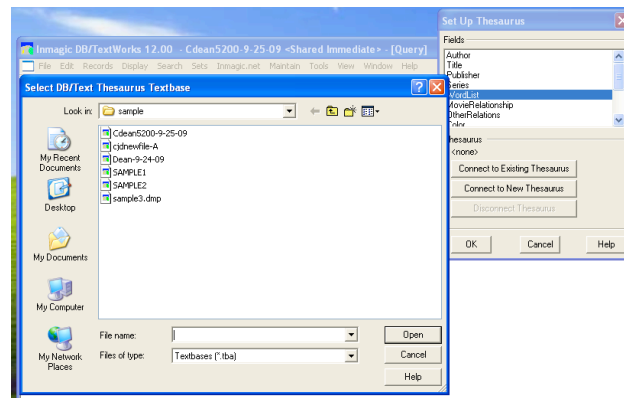 Set Up Thesaurus
Fields
Author
Title
Publisher
Series
WordList
MovieRelationship
OtherRelations
Color
Thesaurus
<none>
Connect to Existing Thesaurus
Connect to New Thesaurus
Disconnect Thesaurus
OK Cancel Help
Inmagic DB/TextWorks 12.00 - Cdean5200-9-25-09 <Shared Immediate> - [Query]
File Edit Records Display Search Sets Inmagic.net Maintain Tools View Window Help
Select DB/Text Thesaurus Textbase
Look in: sample
My Recent Documents
Desktop
My Documents
My Computer
My Network Places
Cdean5200-9-25-09
cjdnewfile-A
Dean-9-24-09
SAMPLE1
SAMPLE2
sample3.dmp
File name: Open
Files of type: Textbases (*.tba) Cancel
Help